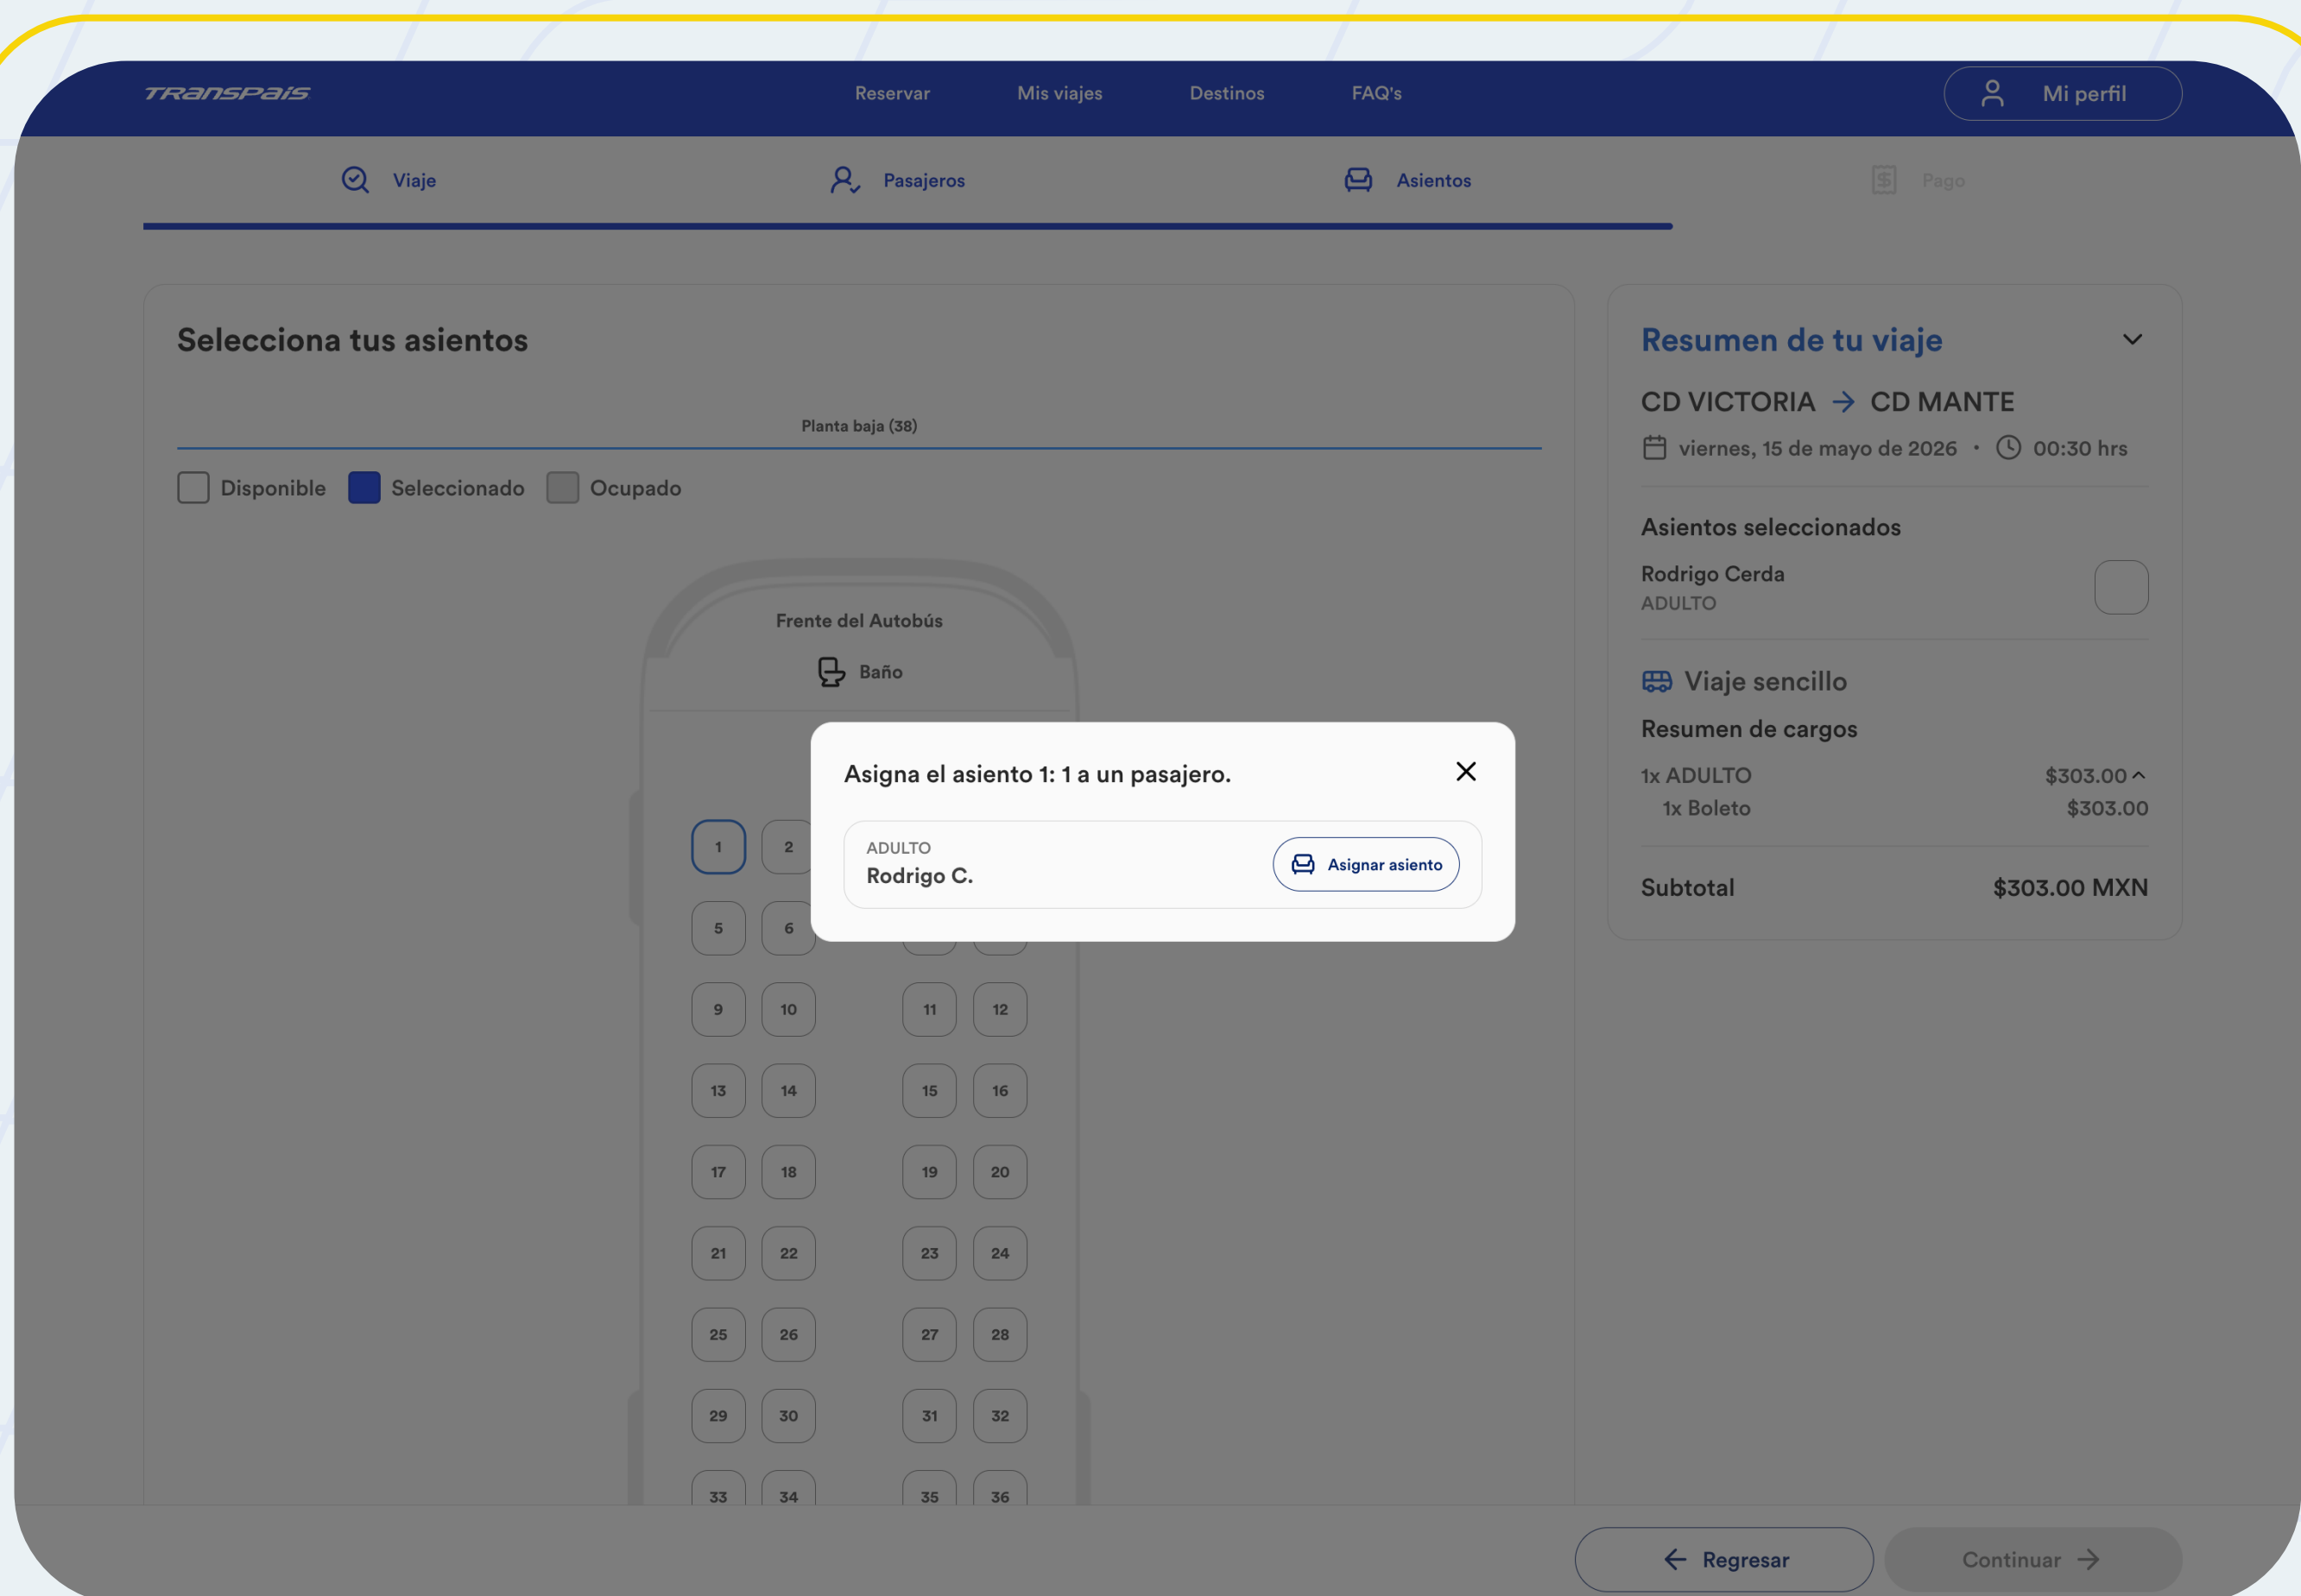 Transpaís
Reservar
Mis viajes
Destinos
FAQ's
Mi perfil
Viaje
Pasajeros
Asientos
Pago
Selecciona tus asientos
Planta baja (38)
Disponible
Seleccionado
Ocupado
Frente del Autobús
Baño
Asigna el asiento 1: 1 a un pasajero.
ADULTO
Rodrigo C.
Asignar asiento
1 2
5 6
9 10 11 12
13 14 15 16
17 18 19 20
21 22 23 24
25 26 27 28
29 30 31 32
33 34 35 36
Resumen de tu viaje
CD VICTORIA → CD MANTE
viernes, 15 de mayo de 2026 • 00:30 hrs
Asientos seleccionados
Rodrigo Cerda
ADULTO
Viaje sencillo
Resumen de cargos
1x ADULTO $303.00
1x Boleto $303.00
Subtotal $303.00 MXN
← Regresar
Continuar →